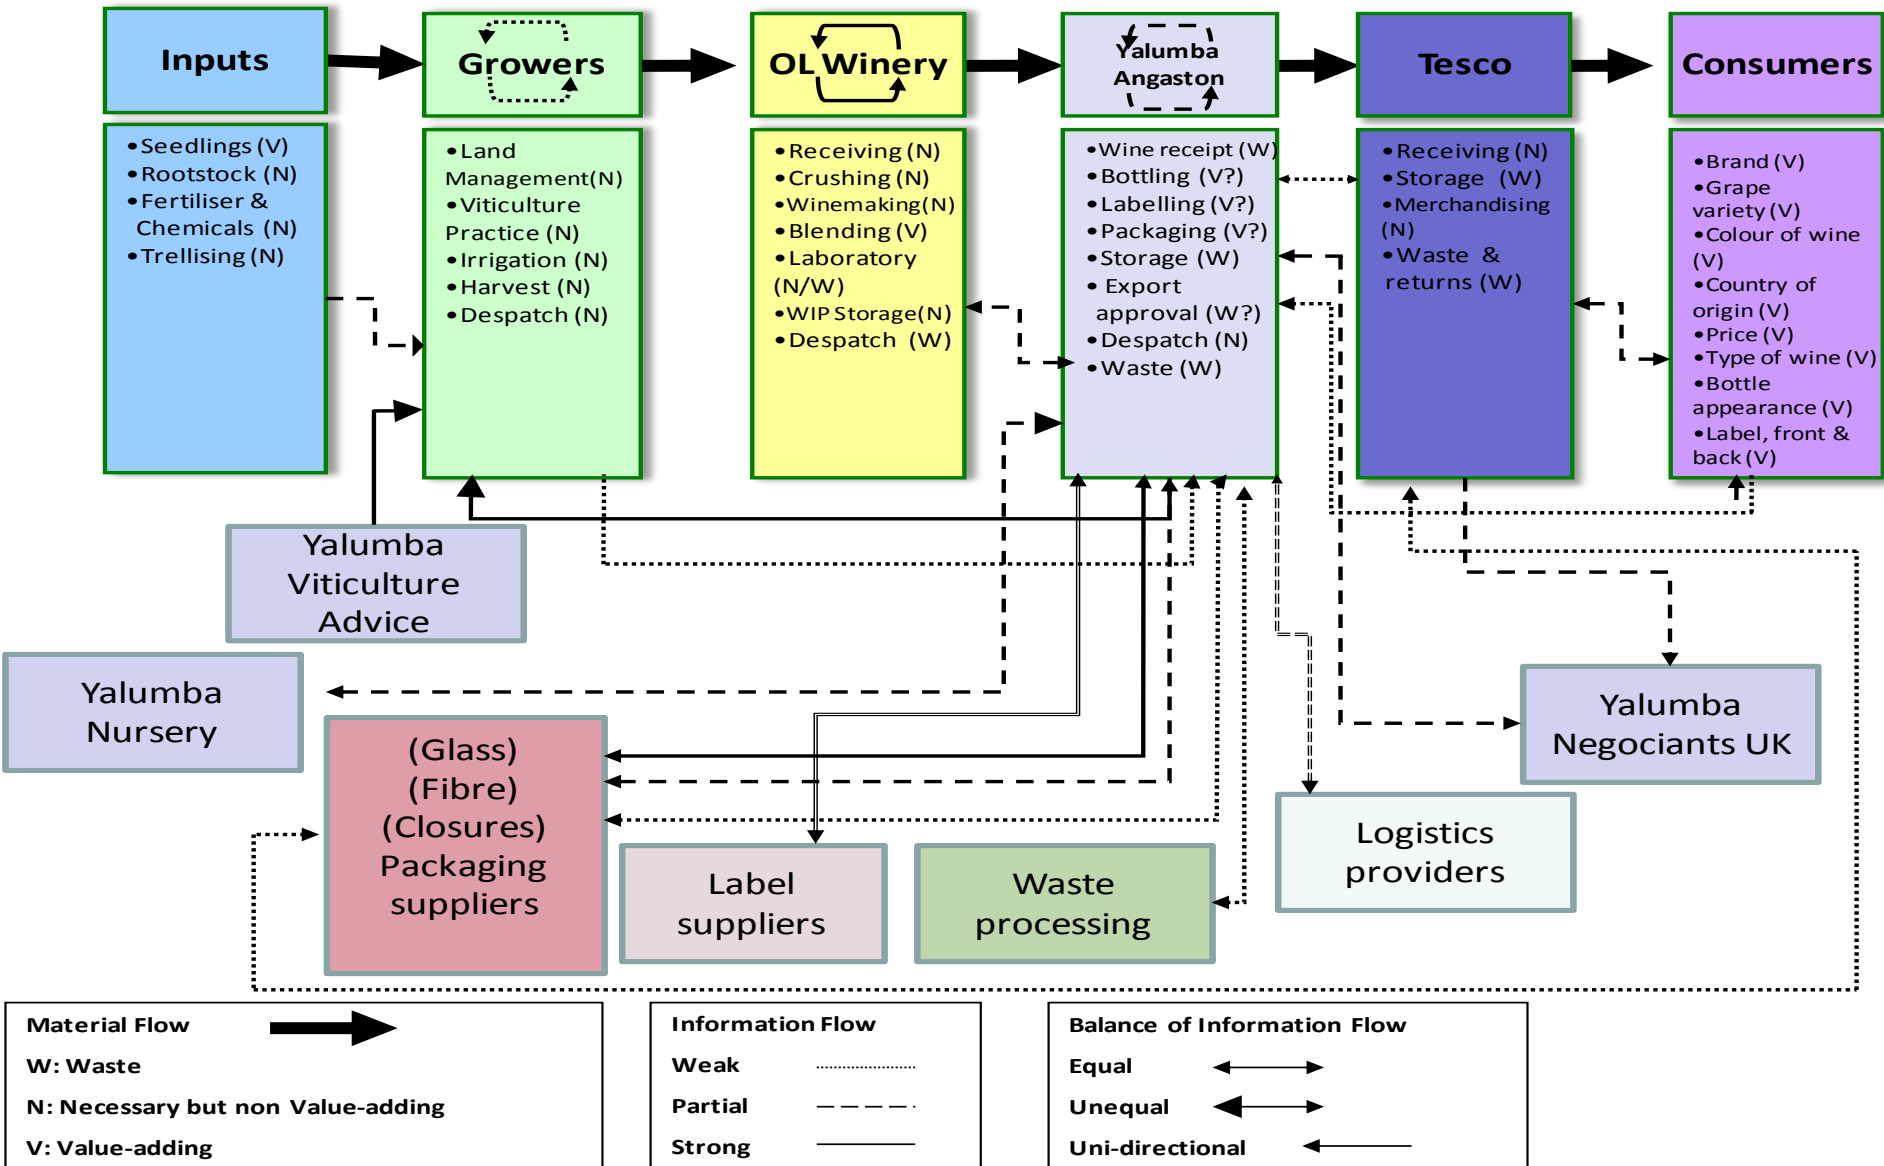 Inputs
Growers
OL Winery
Yalumba
Angaston
Tesco
Consumers
•Seedlings (V)
•Rootstock (N)
•Fertiliser &
Chemicals (N)
•Trellising (N)
•Land
Management(N)
•Viticulture
Practice (N)
•Irrigation (N)
•Harvest (N)
•Despatch (N)
•Receiving (N)
•Crushing (N)
•Winemaking(N)
•Blending (V)
•Laboratory
(N/W)
•WIP Storage(N)
•Despatch (W)
•Wine receipt (W)
•Bottling (V?)
•Labelling (V?)
•Packaging (V?)
•Storage (W)
• Export
approval (W?)
•Despatch (N)
•Waste (W)
•Receiving (N)
•Storage (W)
•Merchandising
(N)
•Waste &
returns (W)
•Brand (V)
•Grape
variety (V)
•Colour of wine
(V)
•Country of
origin (V)
•Price (V)
•Type of wine (V)
•Bottle
appearance (V)
•Label, front &
back (V)
Yalumba
Viticulture
Advice
Yalumba
Nursery
(Glass)
(Fibre)
(Closures)
Packaging
suppliers
Label
suppliers
Waste
processing
Logistics
providers
Yalumba
Negociants UK
Material Flow
W: Waste
N: Necessary but non Value-adding
V: Value-adding
Information Flow
Weak
Partial
Strong
Balance of Information Flow
Equal
Unequal
Uni-directional